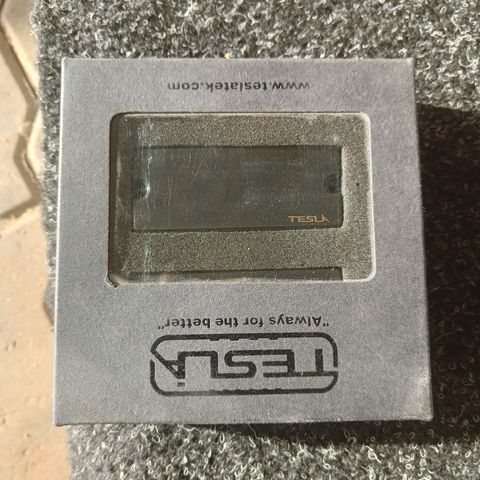 TESLA
"Always for the better"
TESLA
www.teslatek.com